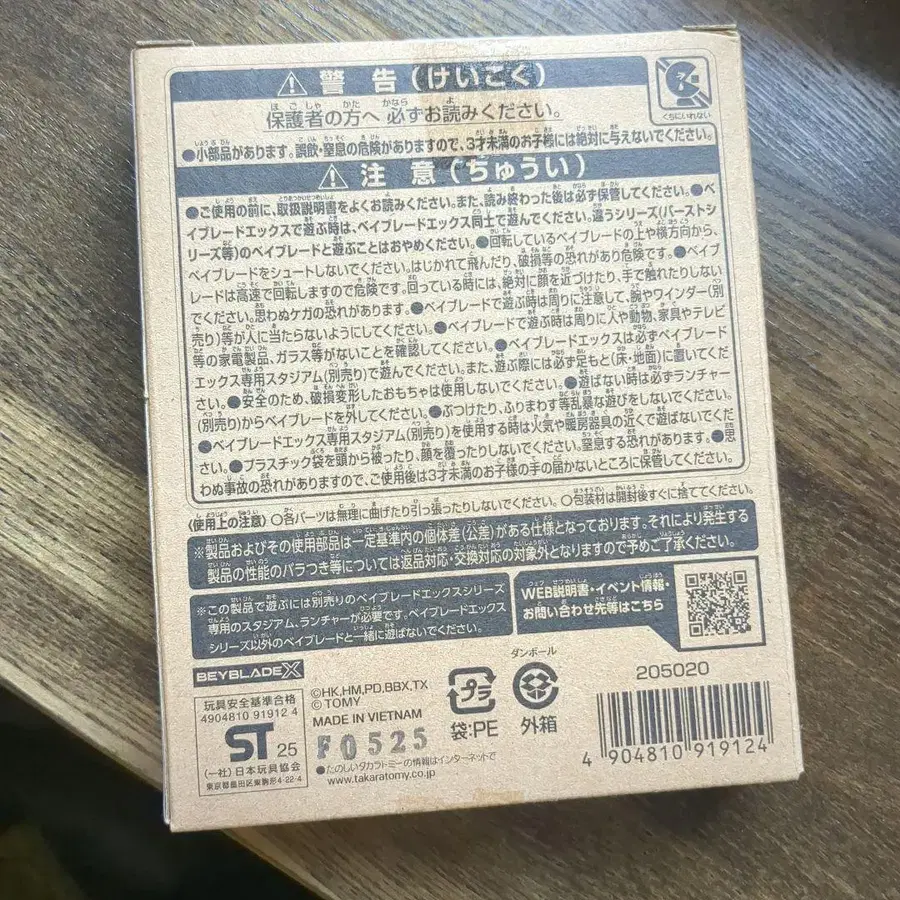 ⚠ 警告(けいこく)
くちにいれない
保護者の方へ 必ずお読みください。
●小部品があります。誤飲・窒息の危険がありますので、3才未満のお子様には絶対に与えないでください。
⚠ 注意(ちゅうい)
●ご使用の前に、取扱説明書をよくお読みください。また、読み終わった後は必ず保管してください。●ベ
イブレードエックスで遊ぶ時は、ベイブレードエックス同士で遊んでください。違うシリーズ(バーストシ
リーズ等)のベイブレードと遊ぶことはおやめください。●回転しているベイブレードの上や横方向から、
ベイブレードをシュートしないでください。はじかれて飛んだり、破損等の恐れがあり危険です。●ベイブ
レードは高速で回転しますので危険です。回っている時には、絶対に顔を近づけたり、手で触れたりしない
でください。思わぬケガの恐れがあります。●ベイブレードで遊ぶ時は周りに注意して、腕やワインダー(別
売り)等が人に当たらないようにしてください。●ベイブレードで遊ぶ時は周りに人や動物、家具やテレビ
等の家電製品、ガラス等がないことを確認してください。●ベイブレードエックスは必ずベイブレード
エックス専用スタジアム(別売り)で遊んでください。また、遊ぶ際には必ず足もと(床・地面)に置いてくだ
さい。●安全のため、破損変形したおもちゃは使用しないでください。●遊ばない時は必ずランチャー
(別売り)からベイブレードを外してください。●ぶつけたり、ふりまわす等乱暴な遊びをしないでください。
●ベイブレードエックス専用スタジアム(別売り)を使用する時は火気や暖房器具の近くで遊ばないでくだ
さい。●プラスチック袋を頭から被ったり、顔を覆ったりしないでください。窒息する恐れがあります。●思
わぬ事故の恐れがありますので、ご使用後は3才未満のお子様の手の届かないところに保管してください。
〈使用上の注意〉○各パーツは無理に曲げたり引っ張ったりしないでください。○包装材は開封後すぐに捨ててください。
※製品およびその使用部品は一定基準内の個体差(公差)がある仕様となっております。それにより発生する
製品の性能のバラつき等については返品対応・交換対応の対象外となりますので予めご了承ください。
※この製品で遊ぶには別売りのベイブレードエックスシリーズ
専用のスタジアム、ランチャーが必要です。ベイブレードエックス
シリーズ以外のベイブレードと一緒に遊ばないでください。
WEB説明書・イベント情報・
お問い合わせ先等はこちら
BEYBLADE X
玩具安全基準合格
4904810 91912 4
ST 25
(一社)日本玩具協会
東京都墨田区東駒形4-22-4
©HK,HM,PD,BBX,TX
©TOMY
MADE IN VIETNAM
F0525
●たのしいタカラトミーの情報はインターネットで
www.takaratomy.co.jp
プラ
袋:PE
ダンボール
外箱
205020
4 904810 919124